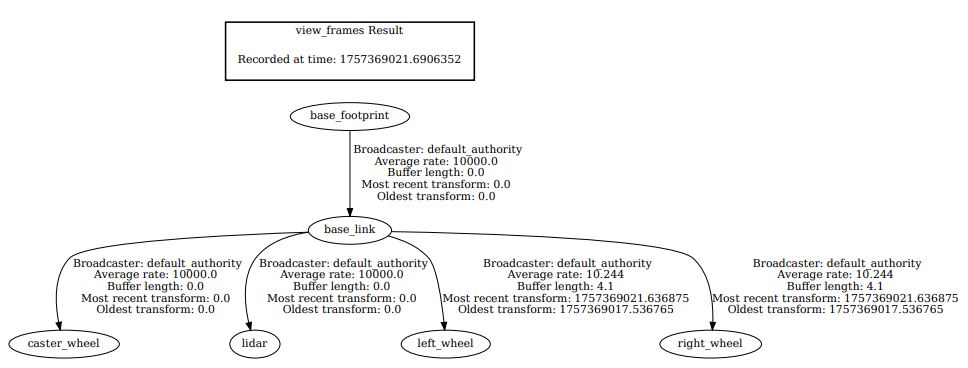 view_frames Result
Recorded at time: 1757369021.6906352
base_footprint
Broadcaster: default_authority
Average rate: 10000.0
Buffer length: 0.0
Most recent transform: 0.0
Oldest transform: 0.0
base_link
Broadcaster: default_authority
Average rate: 10000.0
Buffer length: 0.0
Most recent transform: 0.0
Oldest transform: 0.0
Broadcaster: default_authority
Average rate: 10000.0
Buffer length: 0.0
Most recent transform: 0.0
Oldest transform: 0.0
Broadcaster: default_authority
Average rate: 10.244
Buffer length: 4.1
Most recent transform: 1757369021.636875
Oldest transform: 1757369017.536765
Broadcaster: default_authority
Average rate: 10.244
Buffer length: 4.1
Most recent transform: 1757369021.636875
Oldest transform: 1757369017.536765
caster_wheel
lidar
left_wheel
right_wheel